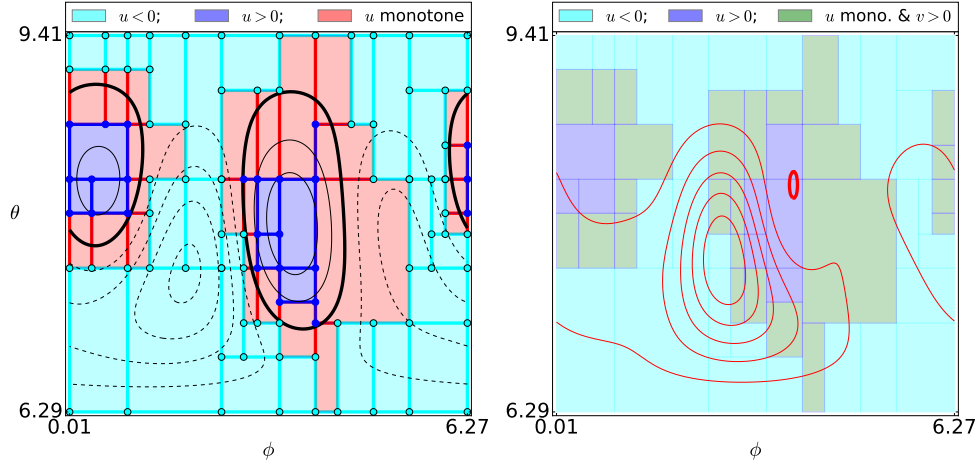 u<0; u>0; u monotone
9.41
θ
6.29
0.01 6.27
ϕ
u<0; u>0; u mono. & v>0
9.41
6.29
0.01 6.27
ϕ